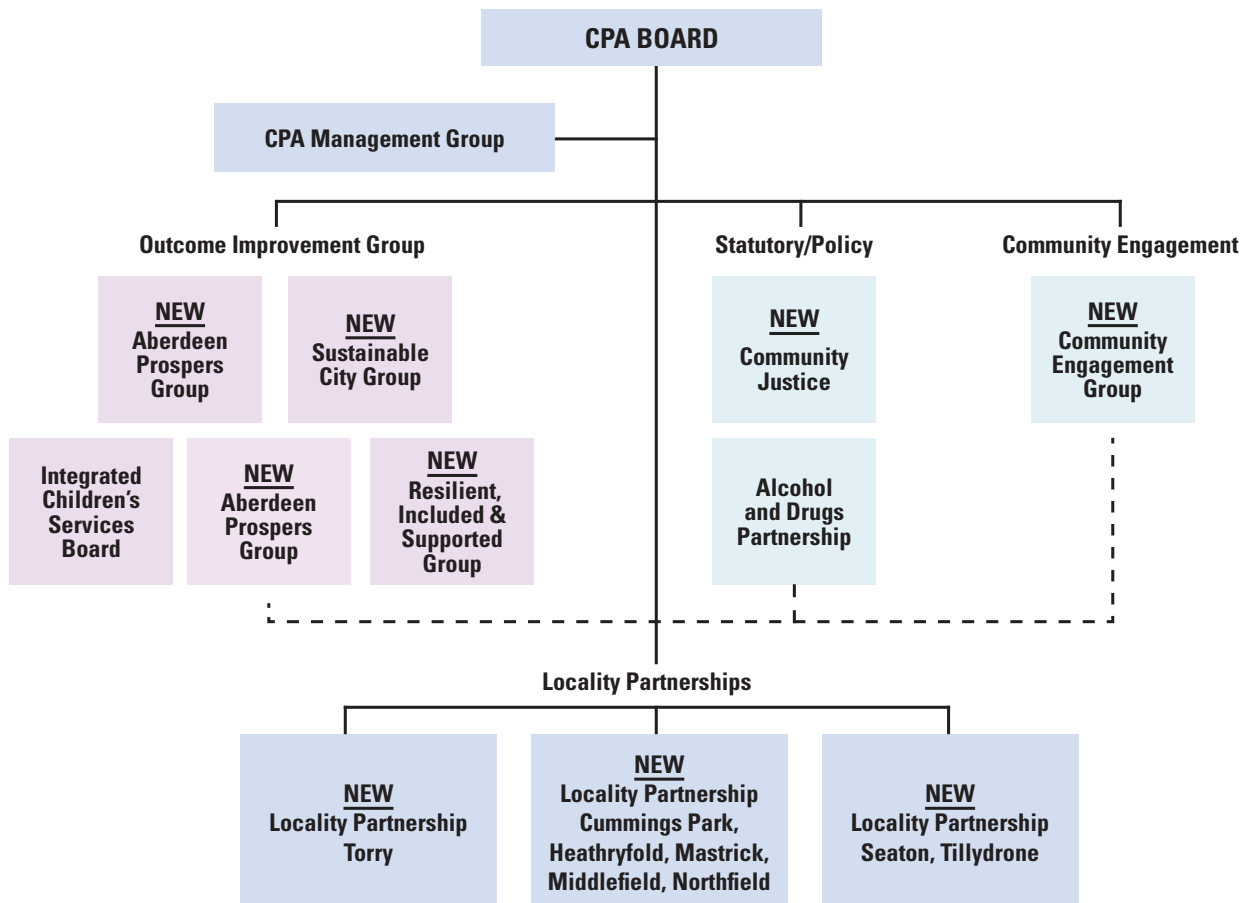 CPA BOARD
CPA Management Group
Outcome Improvement Group
Statutory/Policy
Community Engagement
NEW
Aberdeen
Prospers
Group
NEW
Sustainable
City Group
NEW
Community
Justice
NEW
Community
Engagement
Group
Integrated
Children’s
Services
Board
NEW
Aberdeen
Prospers
Group
NEW
Resilient,
Included &
Supported
Group
Alcohol
and Drugs
Partnership
Locality Partnerships
NEW
Locality Partnership
Torry
NEW
Locality Partnership
Cummings Park,
Heathryfold, Mastrick,
Middlefield, Northfield
NEW
Locality Partnership
Seaton, Tillydrone